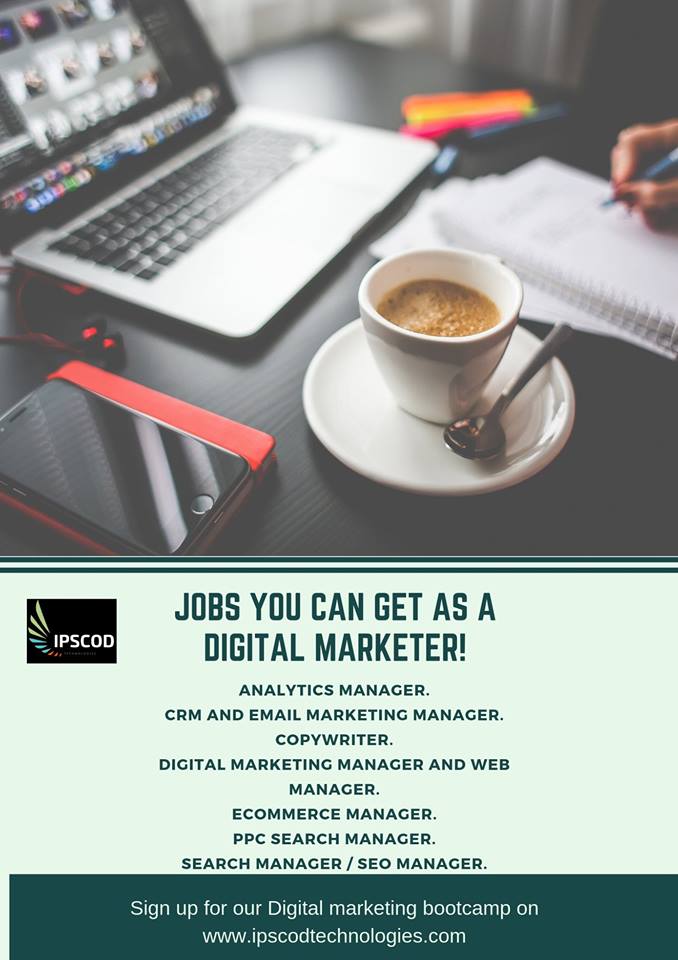 JOBS YOU CAN GET AS A
DIGITAL MARKETER!
IPSCOD
TECHNOLOGIES
ANALYTICS MANAGER.
CRM AND EMAIL MARKETING MANAGER.
COPYWRITER.
DIGITAL MARKETING MANAGER AND WEB
MANAGER.
ECOMMERCE MANAGER.
PPC SEARCH MANAGER.
SEARCH MANAGER / SEO MANAGER.
Sign up for our Digital marketing bootcamp on
www.ipscodtechnologies.com